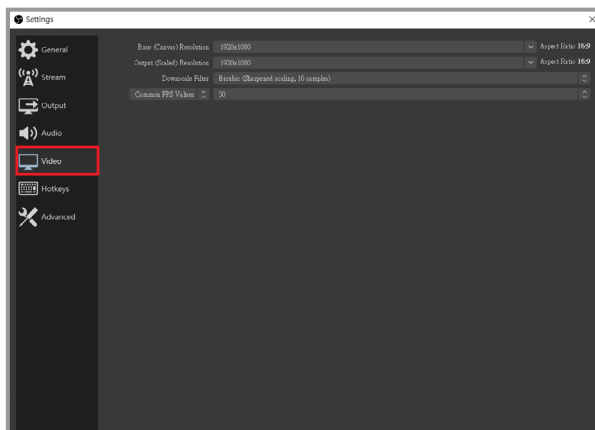 Settings
General
Stream
Output
Audio
Video
Hotkeys
Advanced
Base (Canvas) Resolution 1920x1080 Aspect Ratio 16:9
Output (Scaled) Resolution 1920x1080 Aspect Ratio 16:9
Downscale Filter Bicubic (Sharpened scaling, 16 samples)
Common FPS Values 50